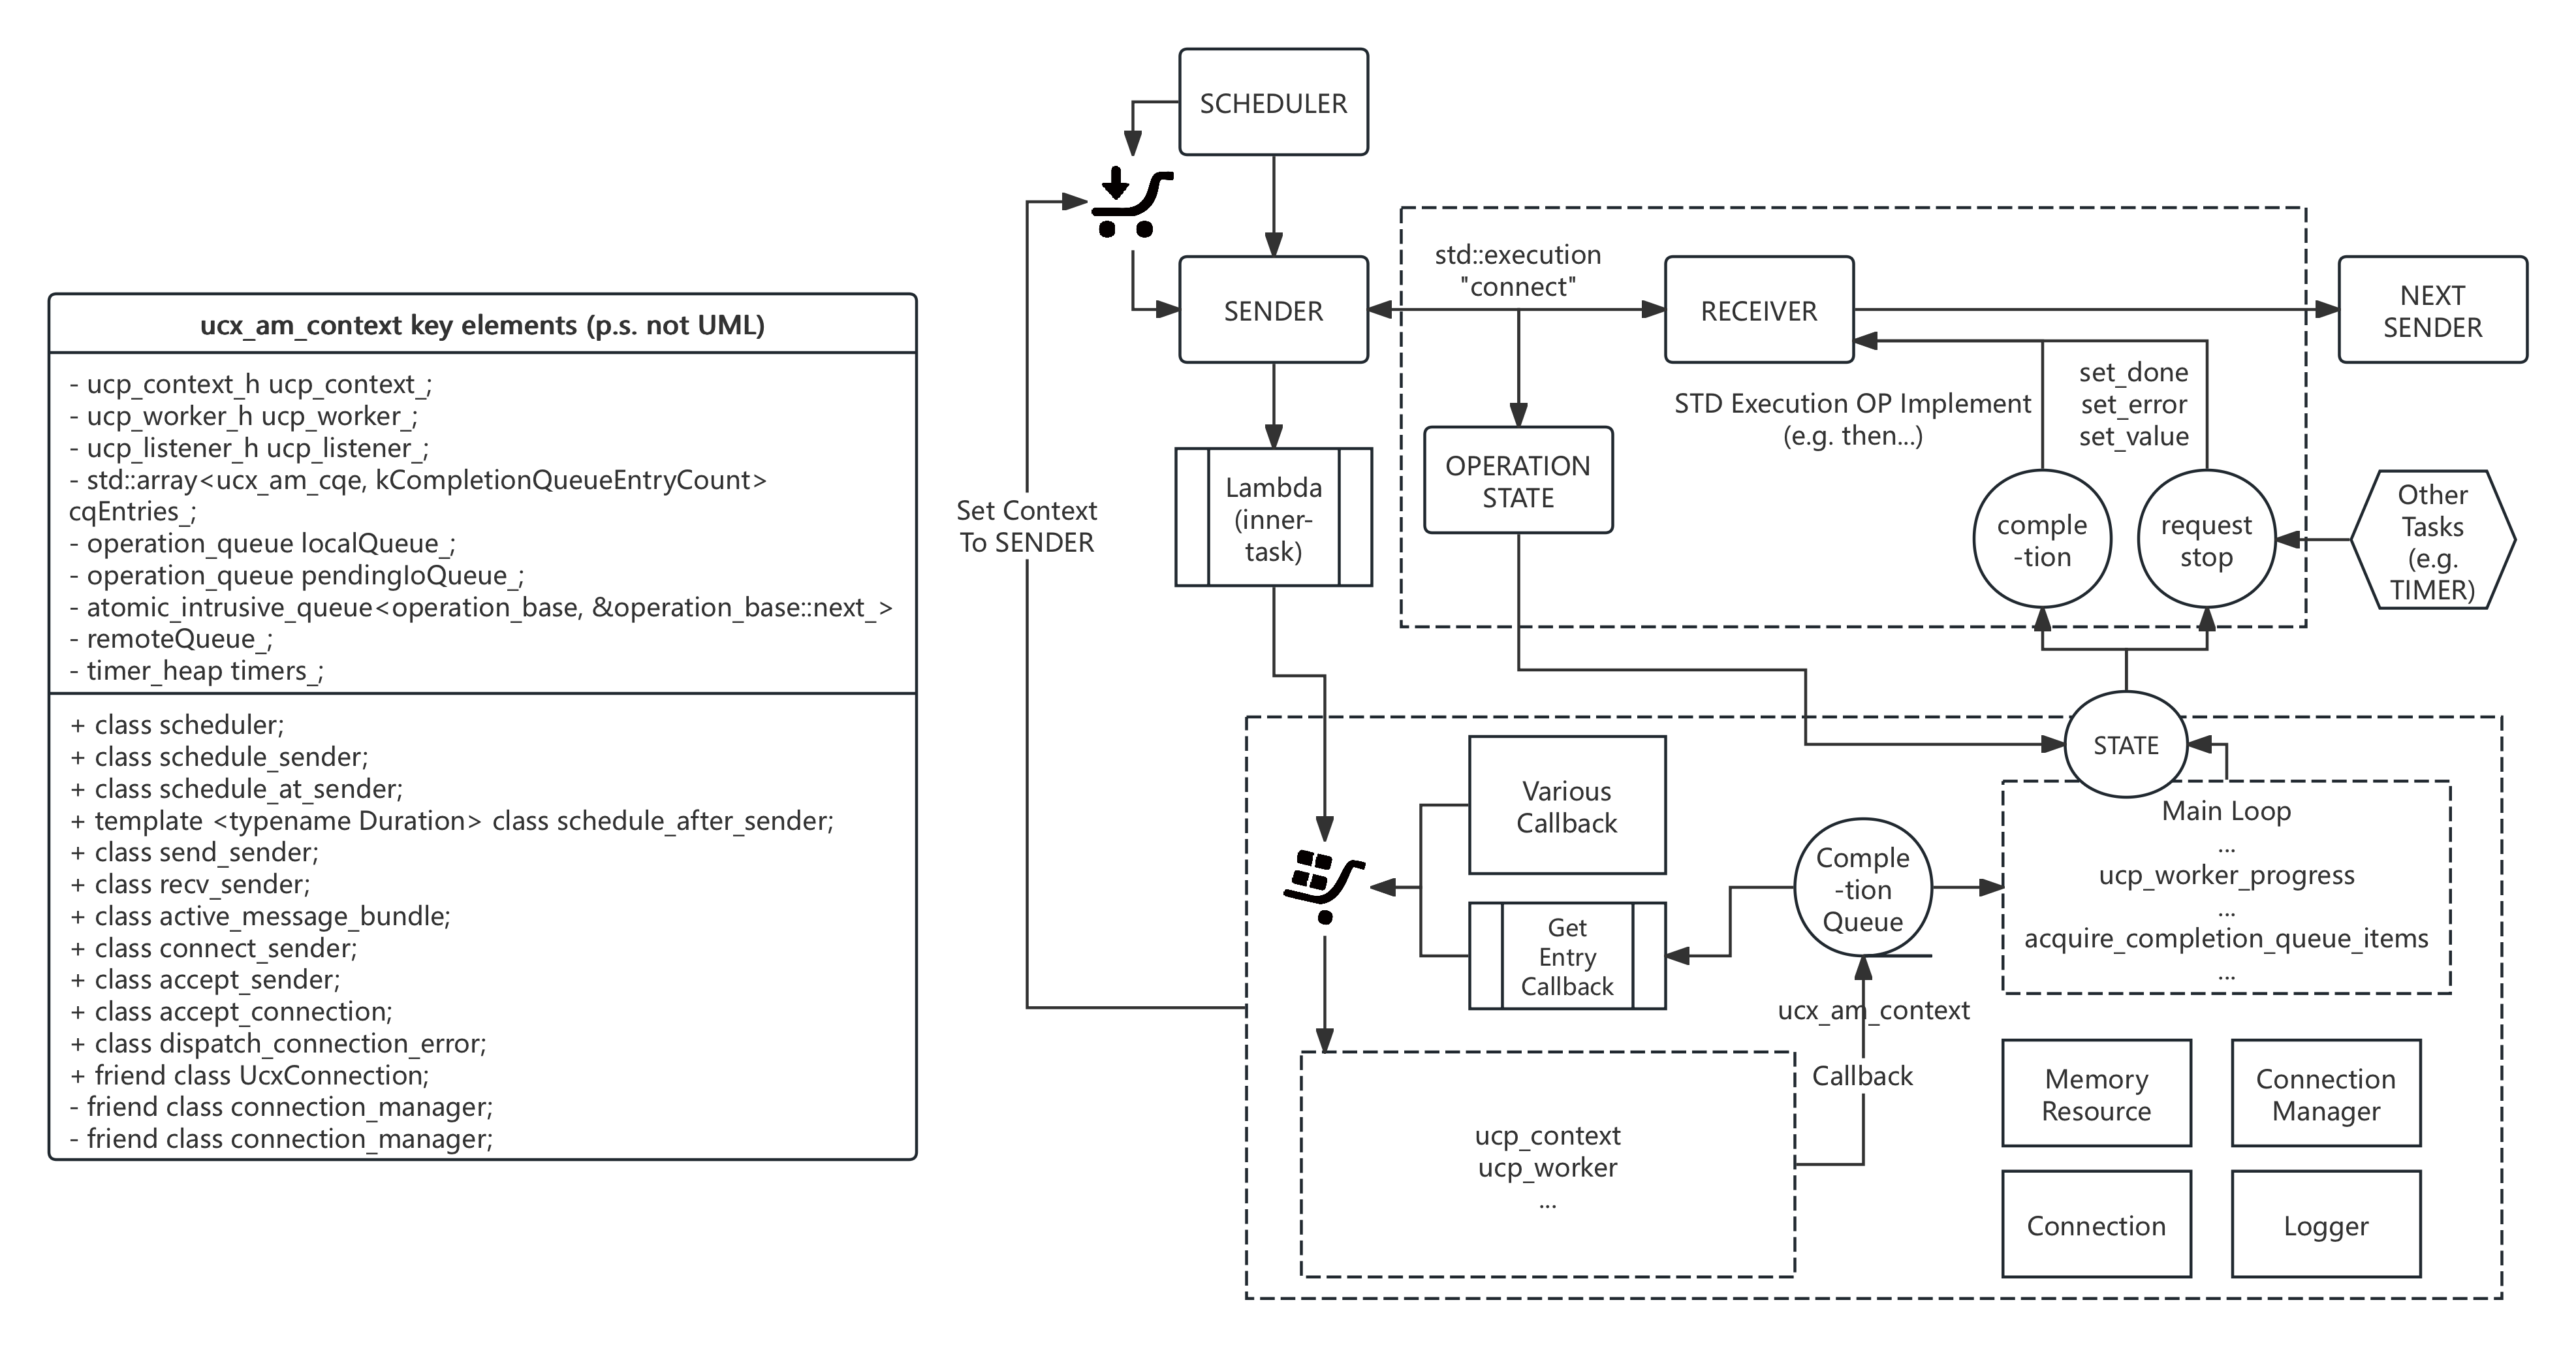 ucx_am_context key elements (p.s. not UML)
- ucp_context_h ucp_context_;
- ucp_worker_h ucp_worker_;
- ucp_listener_h ucp_listener_;
- std::array<ucx_am_cqe, kCompletionQueueEntryCount>
cqEntries_;
- operation_queue localQueue_;
- operation_queue pendingIoQueue_;
- atomic_intrusive_queue<operation_base, &operation_base::next_>
- remoteQueue_;
- timer_heap timers_;
+ class scheduler;
+ class schedule_sender;
+ class schedule_at_sender;
+ template <typename Duration> class schedule_after_sender;
+ class send_sender;
+ class recv_sender;
+ class active_message_bundle;
+ class connect_sender;
+ class accept_sender;
+ class accept_connection;
+ class dispatch_connection_error;
+ friend class UcxConnection;
- friend class connection_manager;
- friend class connection_manager;
SCHEDULER
Set Context
To SENDER
SENDER
std::execution
"connect"
RECEIVER
NEXT
SENDER
Lambda
(inner-
task)
OPERATION
STATE
STD Execution OP Implement
(e.g. then...)
set_done
set_error
set_value
comple
-tion
request
stop
Other
Tasks
(e.g.
TIMER)
STATE
Various
Callback
Get
Entry
Callback
Comple
-tion
Queue
Main Loop
...
ucp_worker_progress
...
acquire_completion_queue_items
...
ucx_am_context
Callback
ucp_context
ucp_worker
...
Memory
Resource
Connection
Manager
Connection
Logger